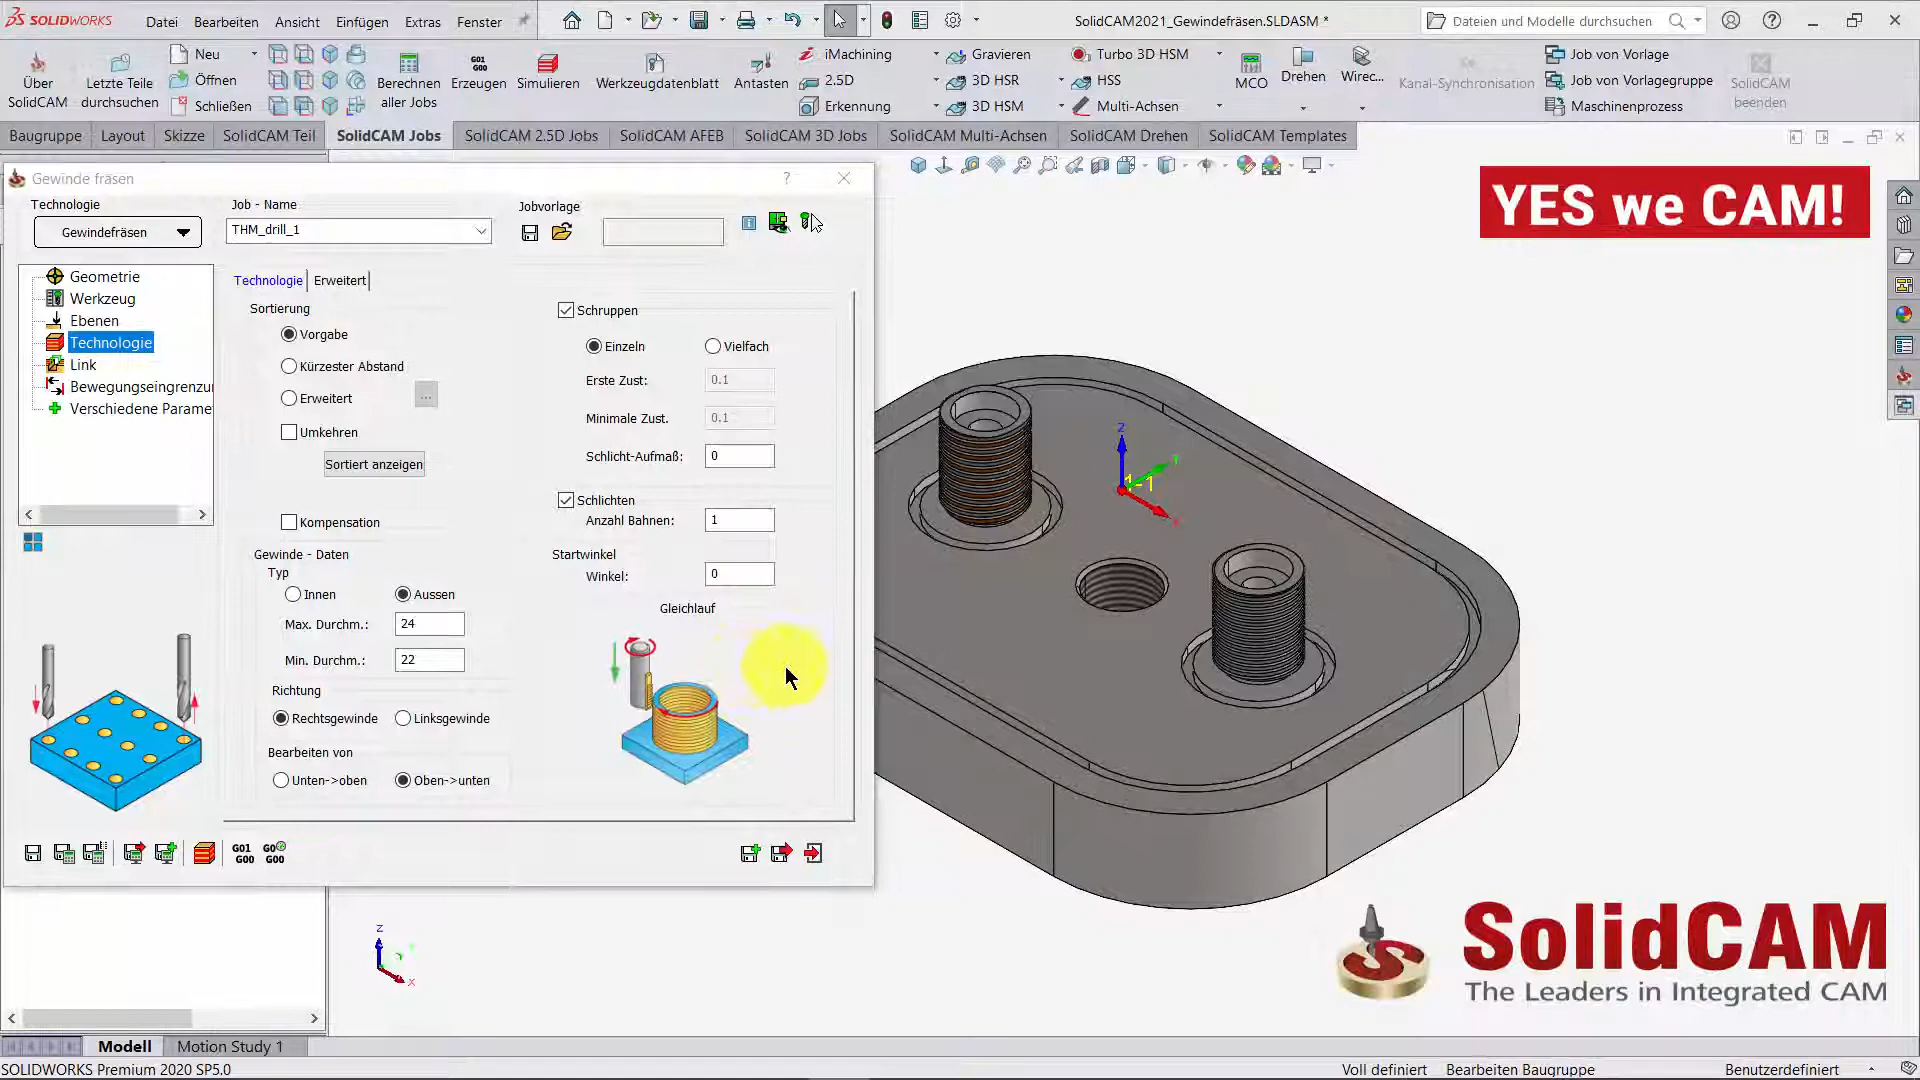 SOLIDWORKS
Datei
Bearbeiten
Ansicht
Einfügen
Extras
Fenster
SolidCAM2021_Gewindefräsen.SLDASM *
Dateien und Modelle durchsuchen
Über SolidCAM
Letzte Teile durchsuchen
Neu
Öffnen
Schließen
Berechnen aller Jobs
G01
G00
Erzeugen
Simulieren
Werkzeugdatenblatt
Antasten
iMachining
2.5D
Erkennung
Gravieren
3D HSR
3D HSM
Turbo 3D HSM
HSS
Multi-Achsen
MCO
Drehen
Wirec...
Kanal-Synchronisation
Job von Vorlage
Job von Vorlagegruppe
Maschinenprozess
SolidCAM beenden
Baugruppe
Layout
Skizze
SolidCAM Teil
SolidCAM Jobs
SolidCAM 2.5D Jobs
SolidCAM AFEB
SolidCAM 3D Jobs
SolidCAM Multi-Achsen
SolidCAM Drehen
SolidCAM Templates
YES we CAM!
Gewinde fräsen
?
Technologie
Gewindefräsen
Job - Name
THM_drill_1
Jobvorlage
Geometrie
Werkzeug
Ebenen
Technologie
Link
Bewegungseingrenzu
Verschiedene Parame
Technologie
Erweitert
Sortierung
Vorgabe
Kürzester Abstand
Erweitert
...
Umkehren
Sortiert anzeigen
Kompensation
Gewinde - Daten
Typ
Innen
Aussen
Max. Durchm.:
24
Min. Durchm.:
22
Richtung
Rechtsgewinde
Linksgewinde
Bearbeiten von
Unten->oben
Oben->unten
Schruppen
Einzeln
Vielfach
Erste Zust:
0.1
Minimale Zust.
0.1
Schlicht-Aufmaß:
0
Schlichten
Anzahl Bahnen:
1
Startwinkel
Winkel:
0
Gleichlauf
G01
G00
G00
Z
1-1
Z
X
SolidCAM
The Leaders in Integrated CAM
Modell
Motion Study 1
SOLIDWORKS Premium 2020 SP5.0
Voll definiert
Bearbeiten Baugruppe
Benutzerdefiniert